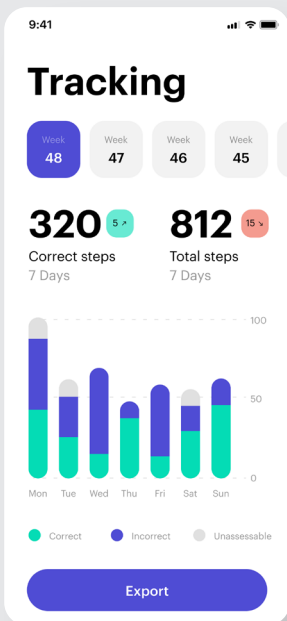 9:41
Tracking
Week Week Week Week
48 47 46 45
320 5 ↗ 812 15 ↘
Correct steps Total steps
7 Days 7 Days
100
50
0
Mon Tue Wed Thu Fri Sat Sun
Correct Incorrect Unassessable
Export